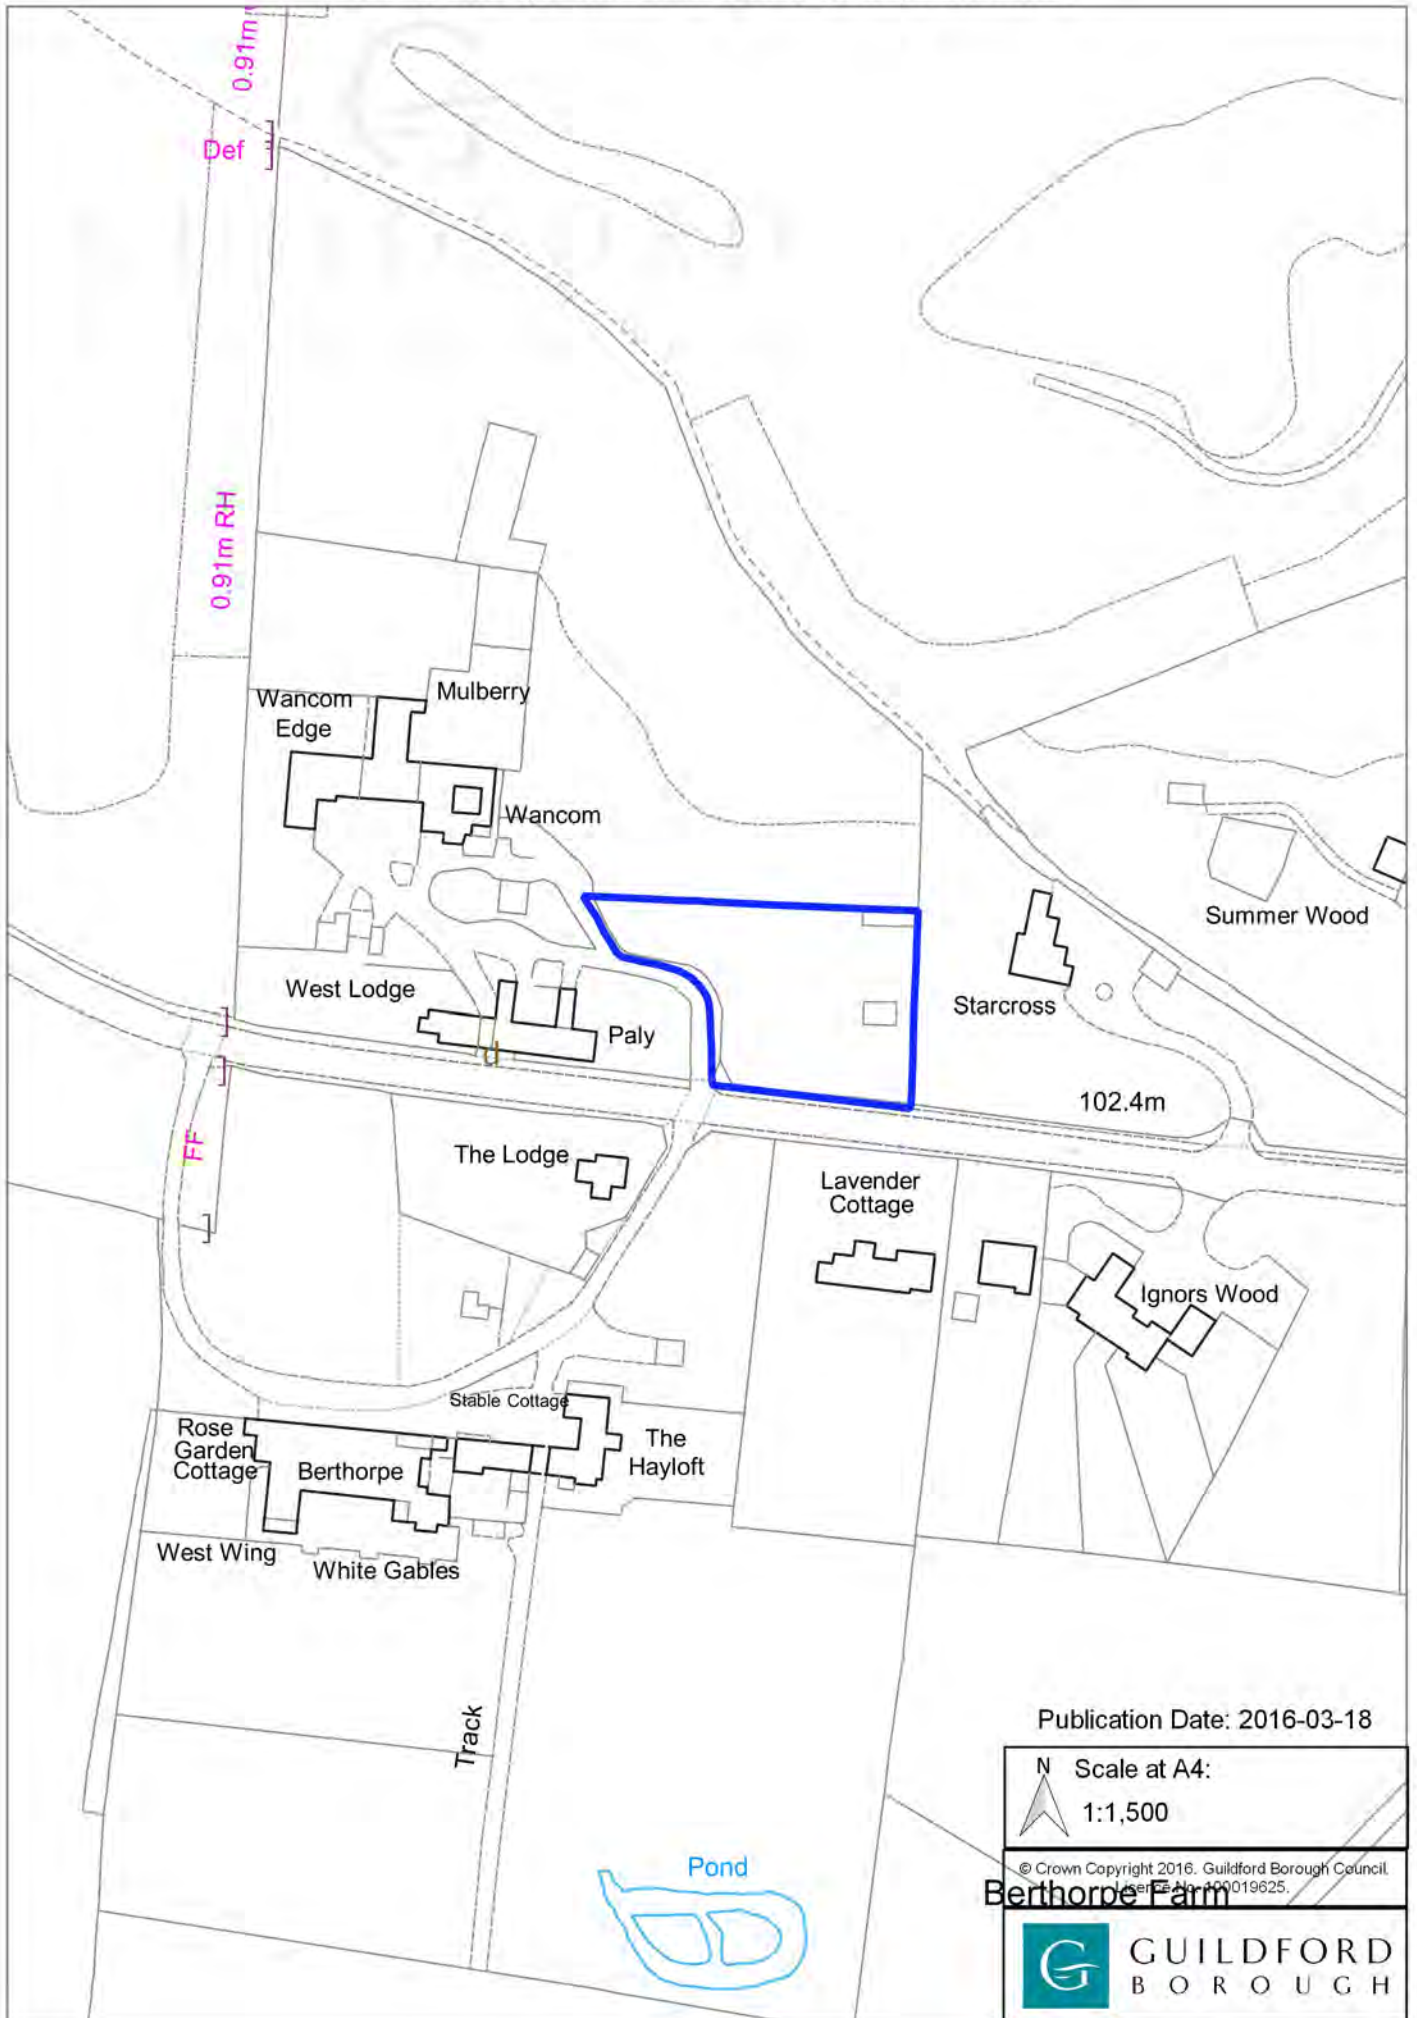 0.91m
Def
0.91m RH
Wancom
Edge
Mulberry
Wancom
Summer Wood
West Lodge
Starcross
Paly
102.4m
FF
The Lodge
Lavender
Cottage
Ignors Wood
Stable Cottage
Rose
Garden
Cottage
Berthorpe
The
Hayloft
West Wing
White Gables
Track
Publication Date: 2016-03-18
N
Scale at A4:
1:1,500
Pond
© Crown Copyright 2016. Guildford Borough Council.
Licence No. 100019625.
Berthorpe Farm
G
GUILDFORD
BOROUGH